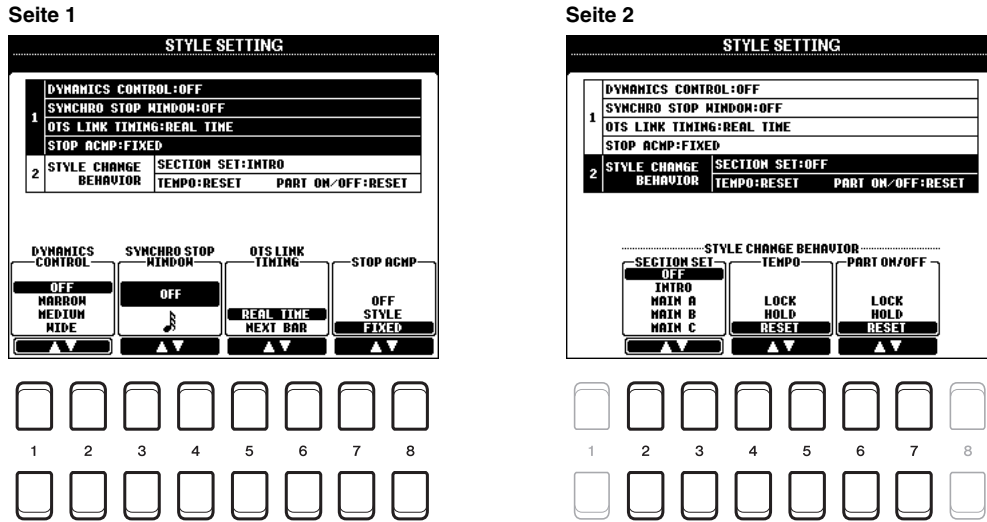 Seite 1
STYLE SETTING
1
DYNAMICS CONTROL:OFF
SYNCHRO STOP WINDOW:OFF
OTS LINK TIMING:REAL TIME
STOP ACMP:FIXED
2
STYLE CHANGE BEHAVIOR
SECTION SET:INTRO
TEMPO:RESET PART ON/OFF:RESET
DYNAMICS CONTROL
OFF
NARROW
MEDIUM
WIDE
SYNCHRO STOP WINDOW
OFF
OTS LINK TIMING
REAL TIME
NEXT BAR
STOP ACMP
OFF
STYLE
FIXED
1 2 3 4 5 6 7 8
Seite 2
STYLE SETTING
1
DYNAMICS CONTROL:OFF
SYNCHRO STOP WINDOW:OFF
OTS LINK TIMING:REAL TIME
STOP ACMP:FIXED
2
STYLE CHANGE BEHAVIOR
SECTION SET:OFF
TEMPO:RESET PART ON/OFF:RESET
STYLE CHANGE BEHAVIOR
SECTION SET
OFF
INTRO
MAIN A
MAIN B
MAIN C
TEMPO
LOCK
HOLD
RESET
PART ON/OFF
LOCK
HOLD
RESET
1 2 3 4 5 6 7 8